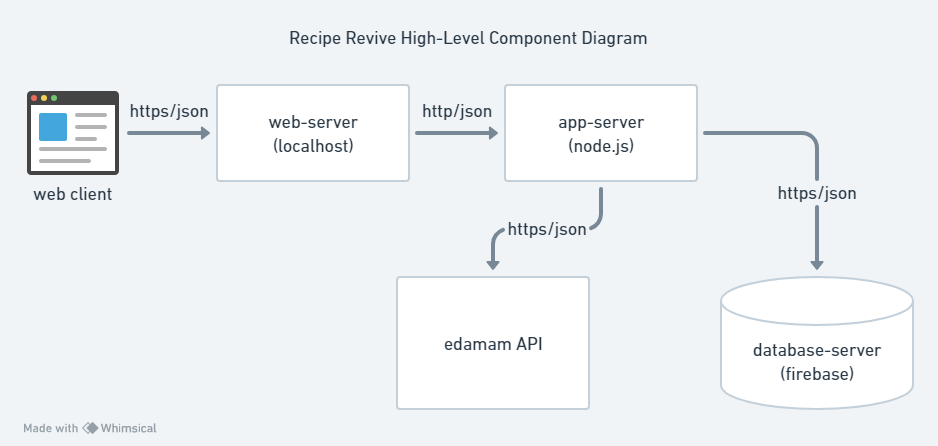 Recipe Revive High-Level Component Diagram
https/json
http/json
web-server
(localhost)
app-server
(node.js)
web client
https/json
https/json
edamam API
database-server
(firebase)
Made with Whimsical